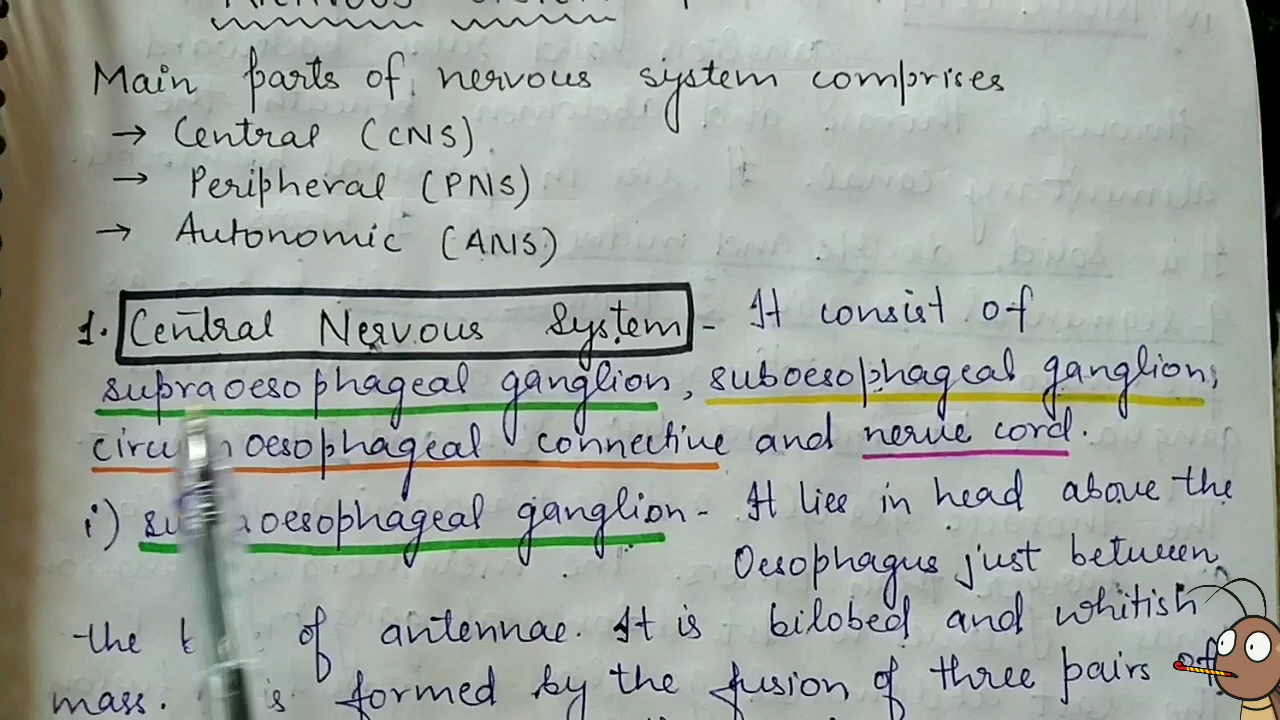 Main parts of nervous system comprises
→ Central (CNS)
→ Peripheral (PNS)
→ Autonomic (ANS)
1. Central Nervous System - It consist of
supraoesophageal ganglion, suboesophageal ganglion,
oesophageal connective and nerve cord.
i) ganglion - It lies in head above the
Oesophagus just between
the of antennae. It is bilobed and whitish
mass. is formed by the fusion of three pairs of